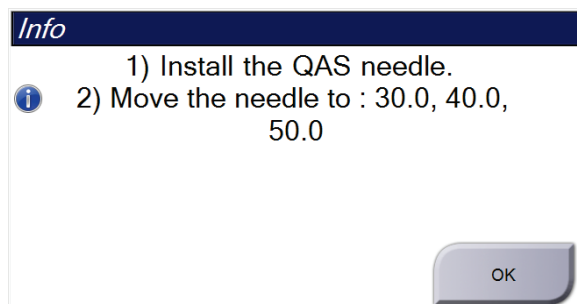 Info
1) Install the QAS needle.
2) Move the needle to : 30.0, 40.0,
50.0
OK